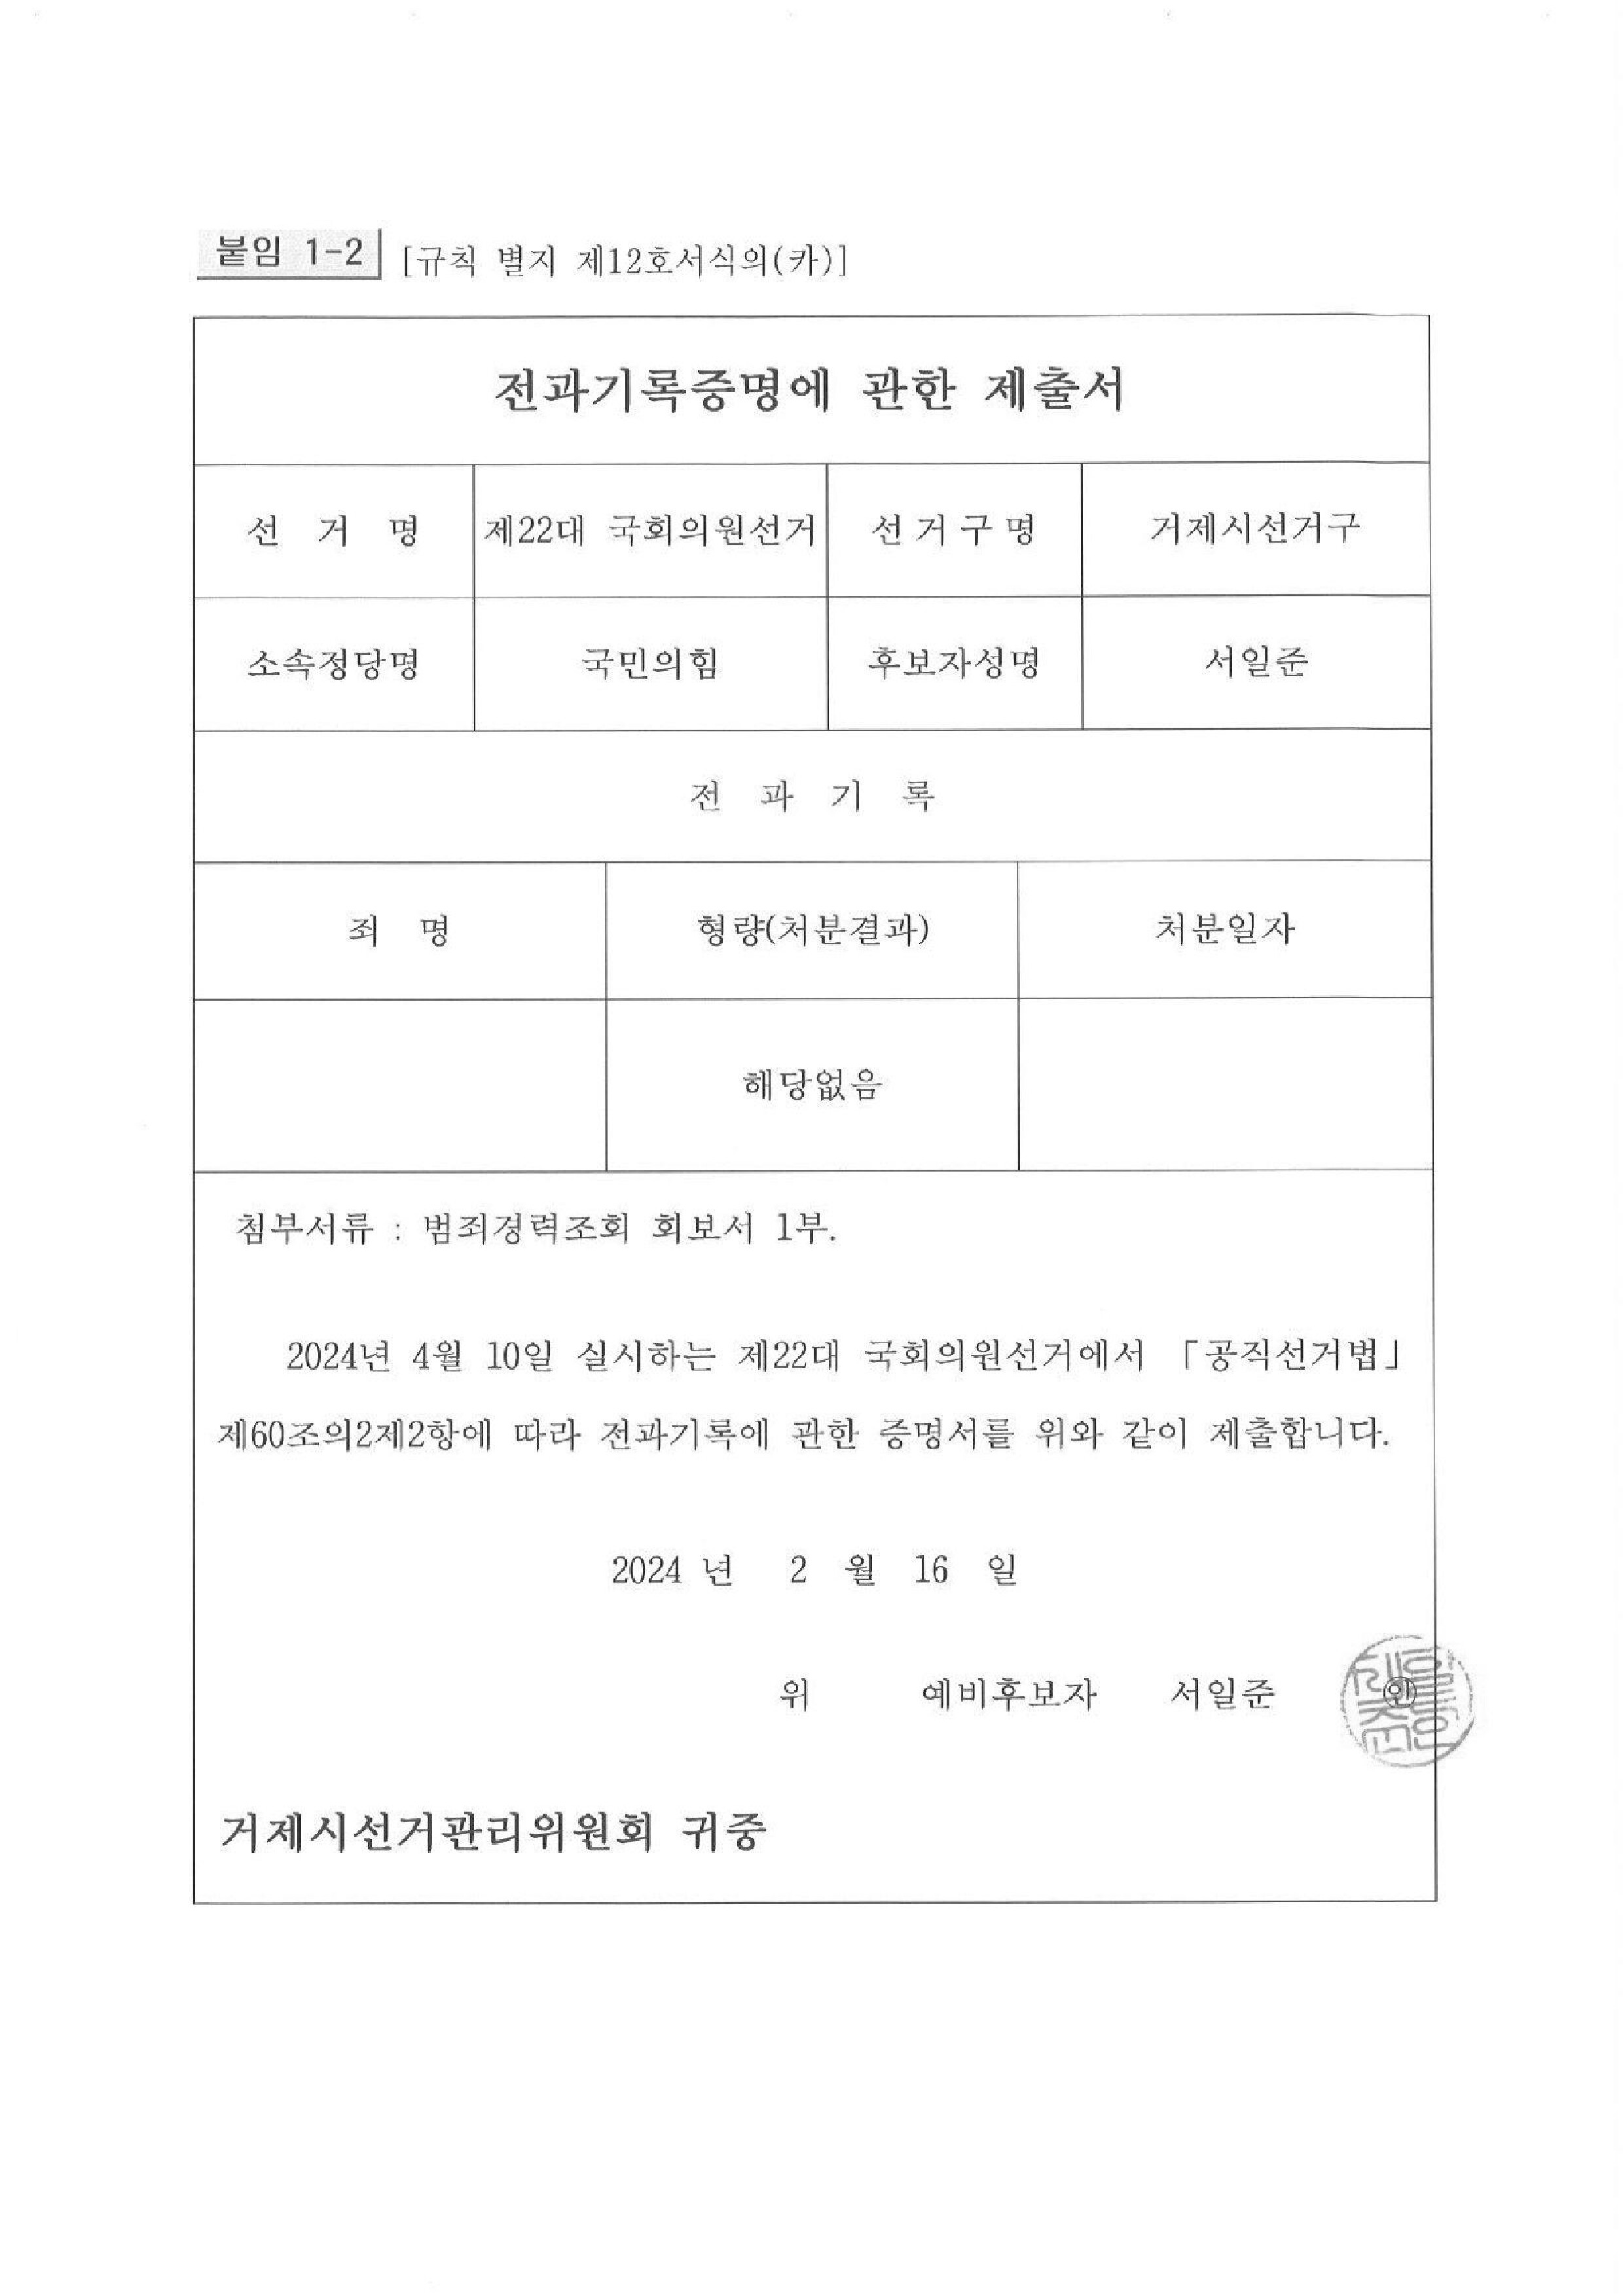 붙임 1-2 [규칙 별지 제12호서식의(카)]
전과기록증명에 관한 제출서
선 거 명 제22대 국회의원선거 선거구명 거제시선거구
소속정당명 국민의힘 후보자성명 서일준
전 과 기 록
죄 명 형량(처분결과) 처분일자
해당없음
첨부서류 : 범죄경력조회 회보서 1부.
2024년 4월 10일 실시하는 제22대 국회의원선거에서 「공직선거법」
제60조의2제2항에 따라 전과기록에 관한 증명서를 위와 같이 제출합니다.
2024 년 2 월 16 일
위 예비후보자 서일준 ㊞
거제시선거관리위원회 귀중